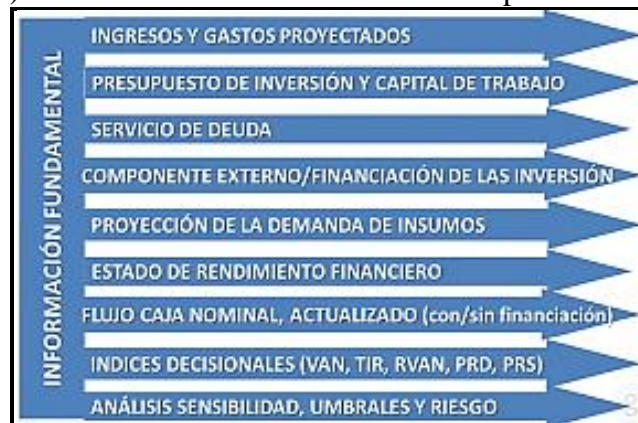 INFORMACIÓN FUNDAMENTAL
INGRESOS Y GASTOS PROYECTADOS
PRESUPUESTO DE INVERSIÓN Y CAPITAL DE TRABAJO
SERVICIO DE DEUDA
COMPONENTE EXTERNO/FINANCIACIÓN DE LAS INVERSIÓN
PROYECCIÓN DE LA DEMANDA DE INSUMOS
ESTADO DE RENDIMIENTO FINANCIERO
FLUJO CAJA NOMINAL, ACTUALIZADO (con/sin financiación)
INDICES DECISIONALES (VAN, TIR, RVAN, PRD, PRS)
ANÁLISIS SENSIBILIDAD, UMBRALES Y RIESGO